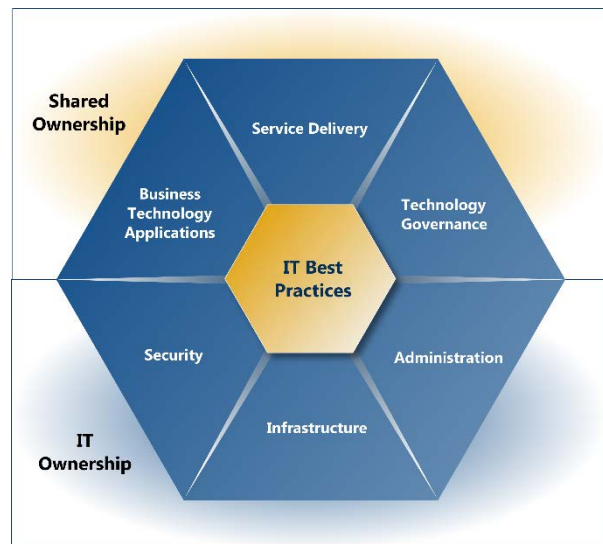 Shared
Ownership
Service Delivery
Business
Technology
Applications
Technology
Governance
IT Best
Practices
Security
Administration
Infrastructure
IT
Ownership